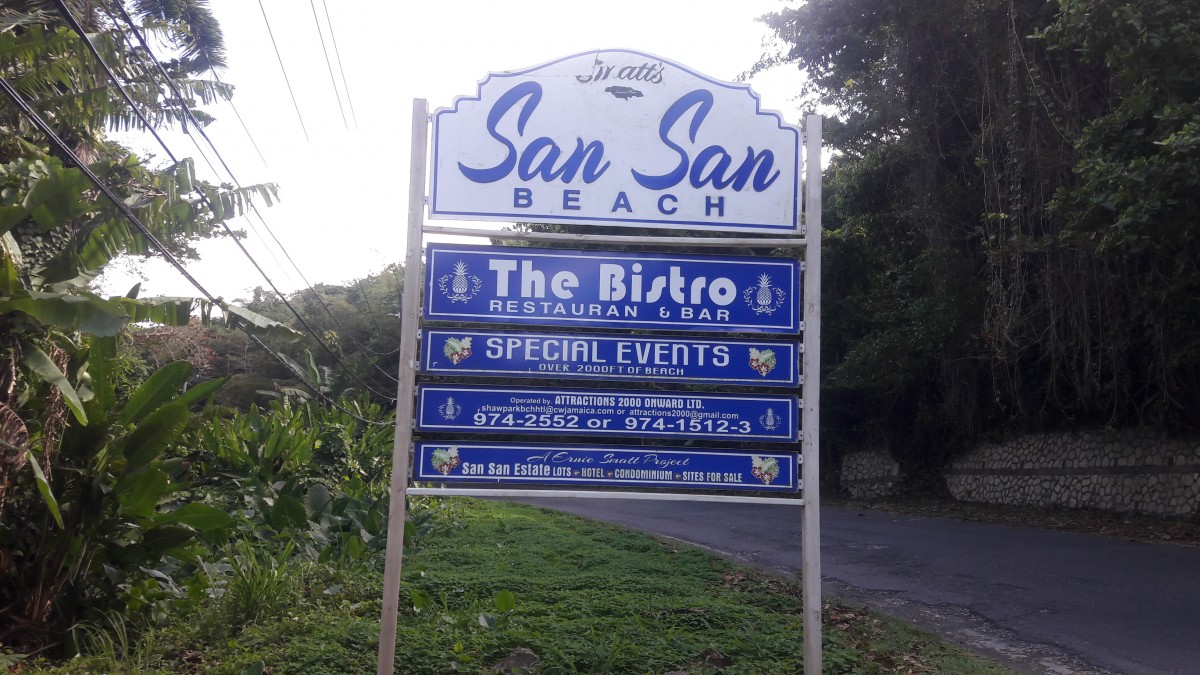 Smatt's
San San
BEACH
The Bistro
RESTAURAN & BAR
SPECIAL EVENTS
OVER 2000FT OF BEACH
Operated by. ATTRACTIONS 2000 ONWARD LTD.
shawparkbchhtl@cwjamaica.com or attractions2000@gmail.com
974-2552 or 974-1512-3
A Ernie Smatt Project
San San Estate LOTS HOTEL CONDOMINIUM SITES FOR SALE